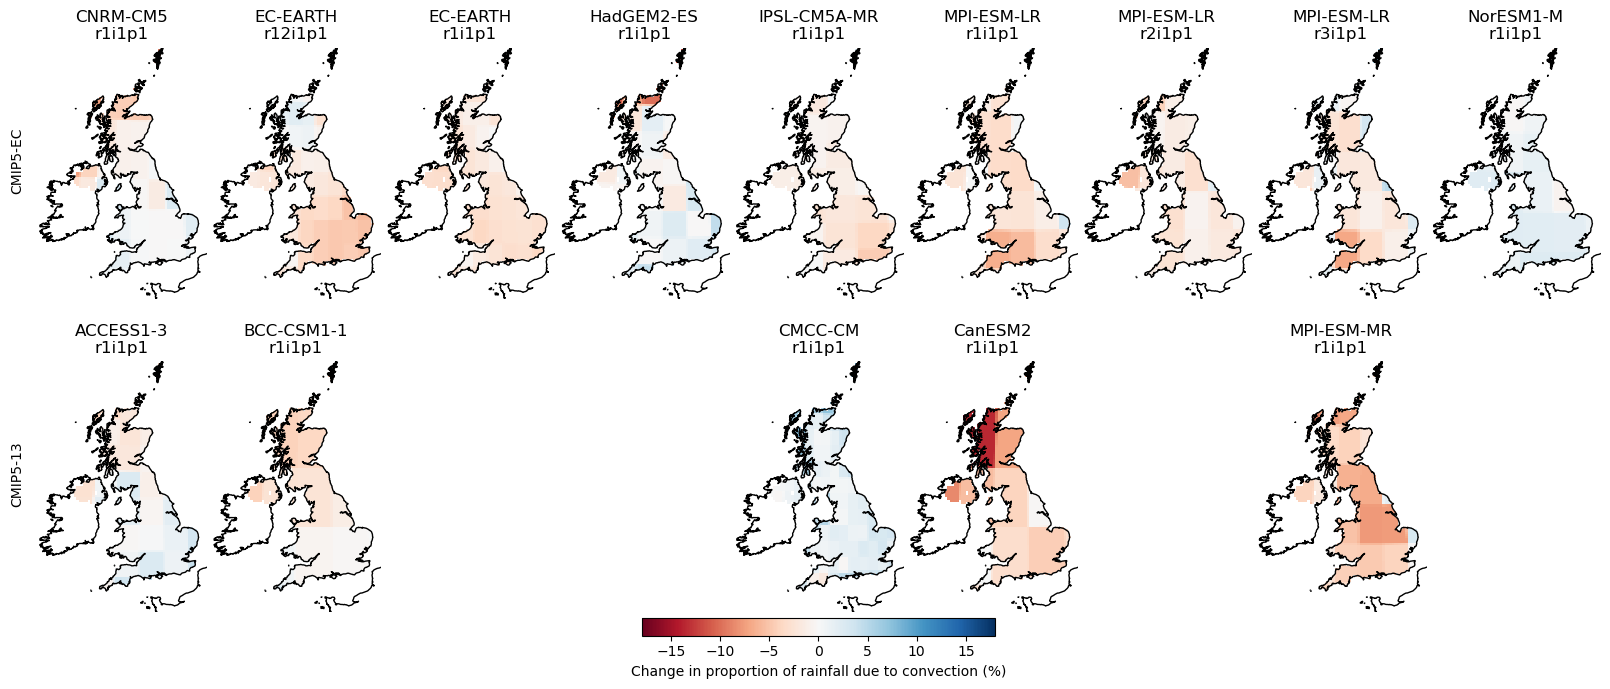 CNRM-CM5
r1i1p1
EC-EARTH
r12i1p1
EC-EARTH
r1i1p1
HadGEM2-ES
r1i1p1
IPSL-CM5A-MR
r1i1p1
MPI-ESM-LR
r1i1p1
MPI-ESM-LR
r2i1p1
MPI-ESM-LR
r3i1p1
NorESM1-M
r1i1p1
CMIP5-EC
ACCESS1-3
r1i1p1
BCC-CSM1-1
r1i1p1
CMCC-CM
r1i1p1
CanESM2
r1i1p1
MPI-ESM-MR
r1i1p1
CMIP5-13
−15 −10 −5 0 5 10 15
Change in proportion of rainfall due to convection (%)